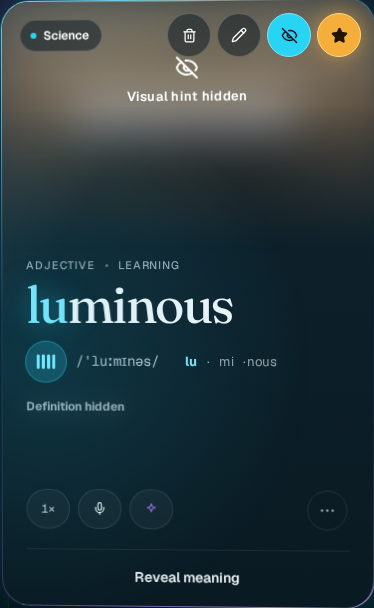 Science
Visual hint hidden
ADJECTIVE • LEARNING
luminous
/ˈluːmɪnəs/ lu · mi ·nous
Definition hidden
1×
Reveal meaning